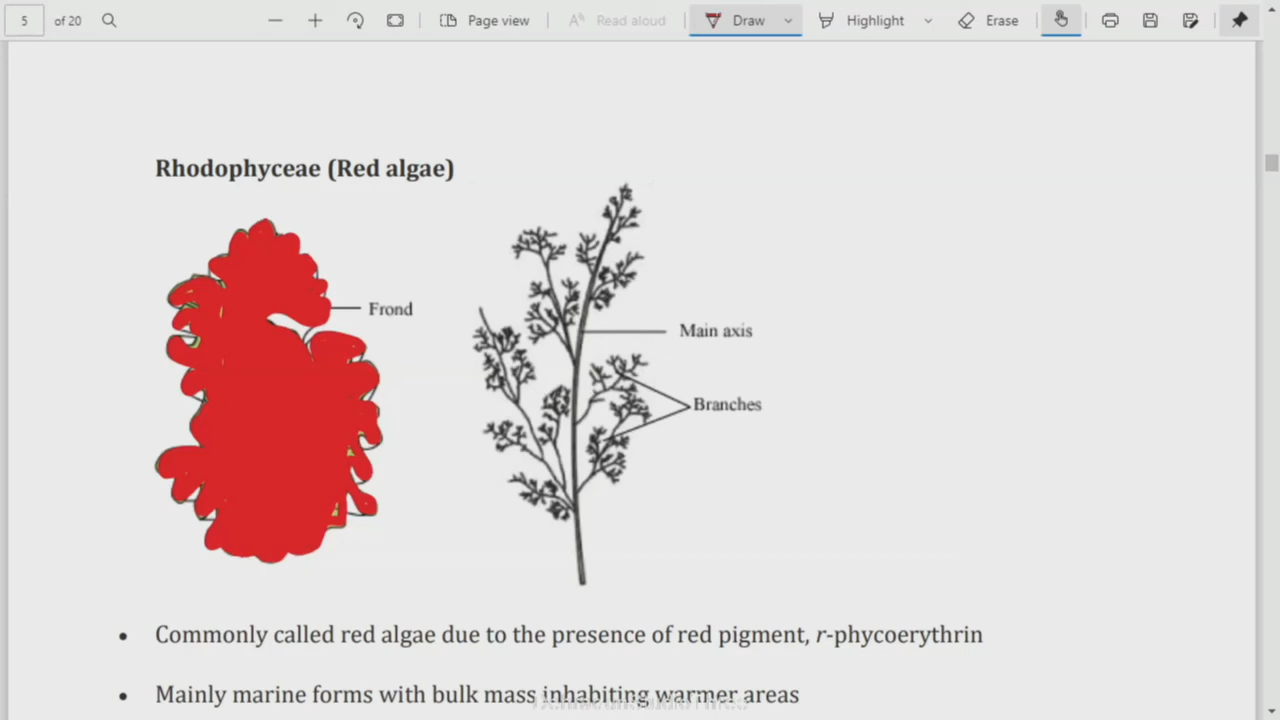 5 of 20 Page view Read aloud Draw Highlight Erase
Rhodophyceae (Red algae)
Frond
Main axis
Branches
• Commonly called red algae due to the presence of red pigment, r-phycoerythrin
• Mainly marine forms with bulk mass inhabiting warmer areas